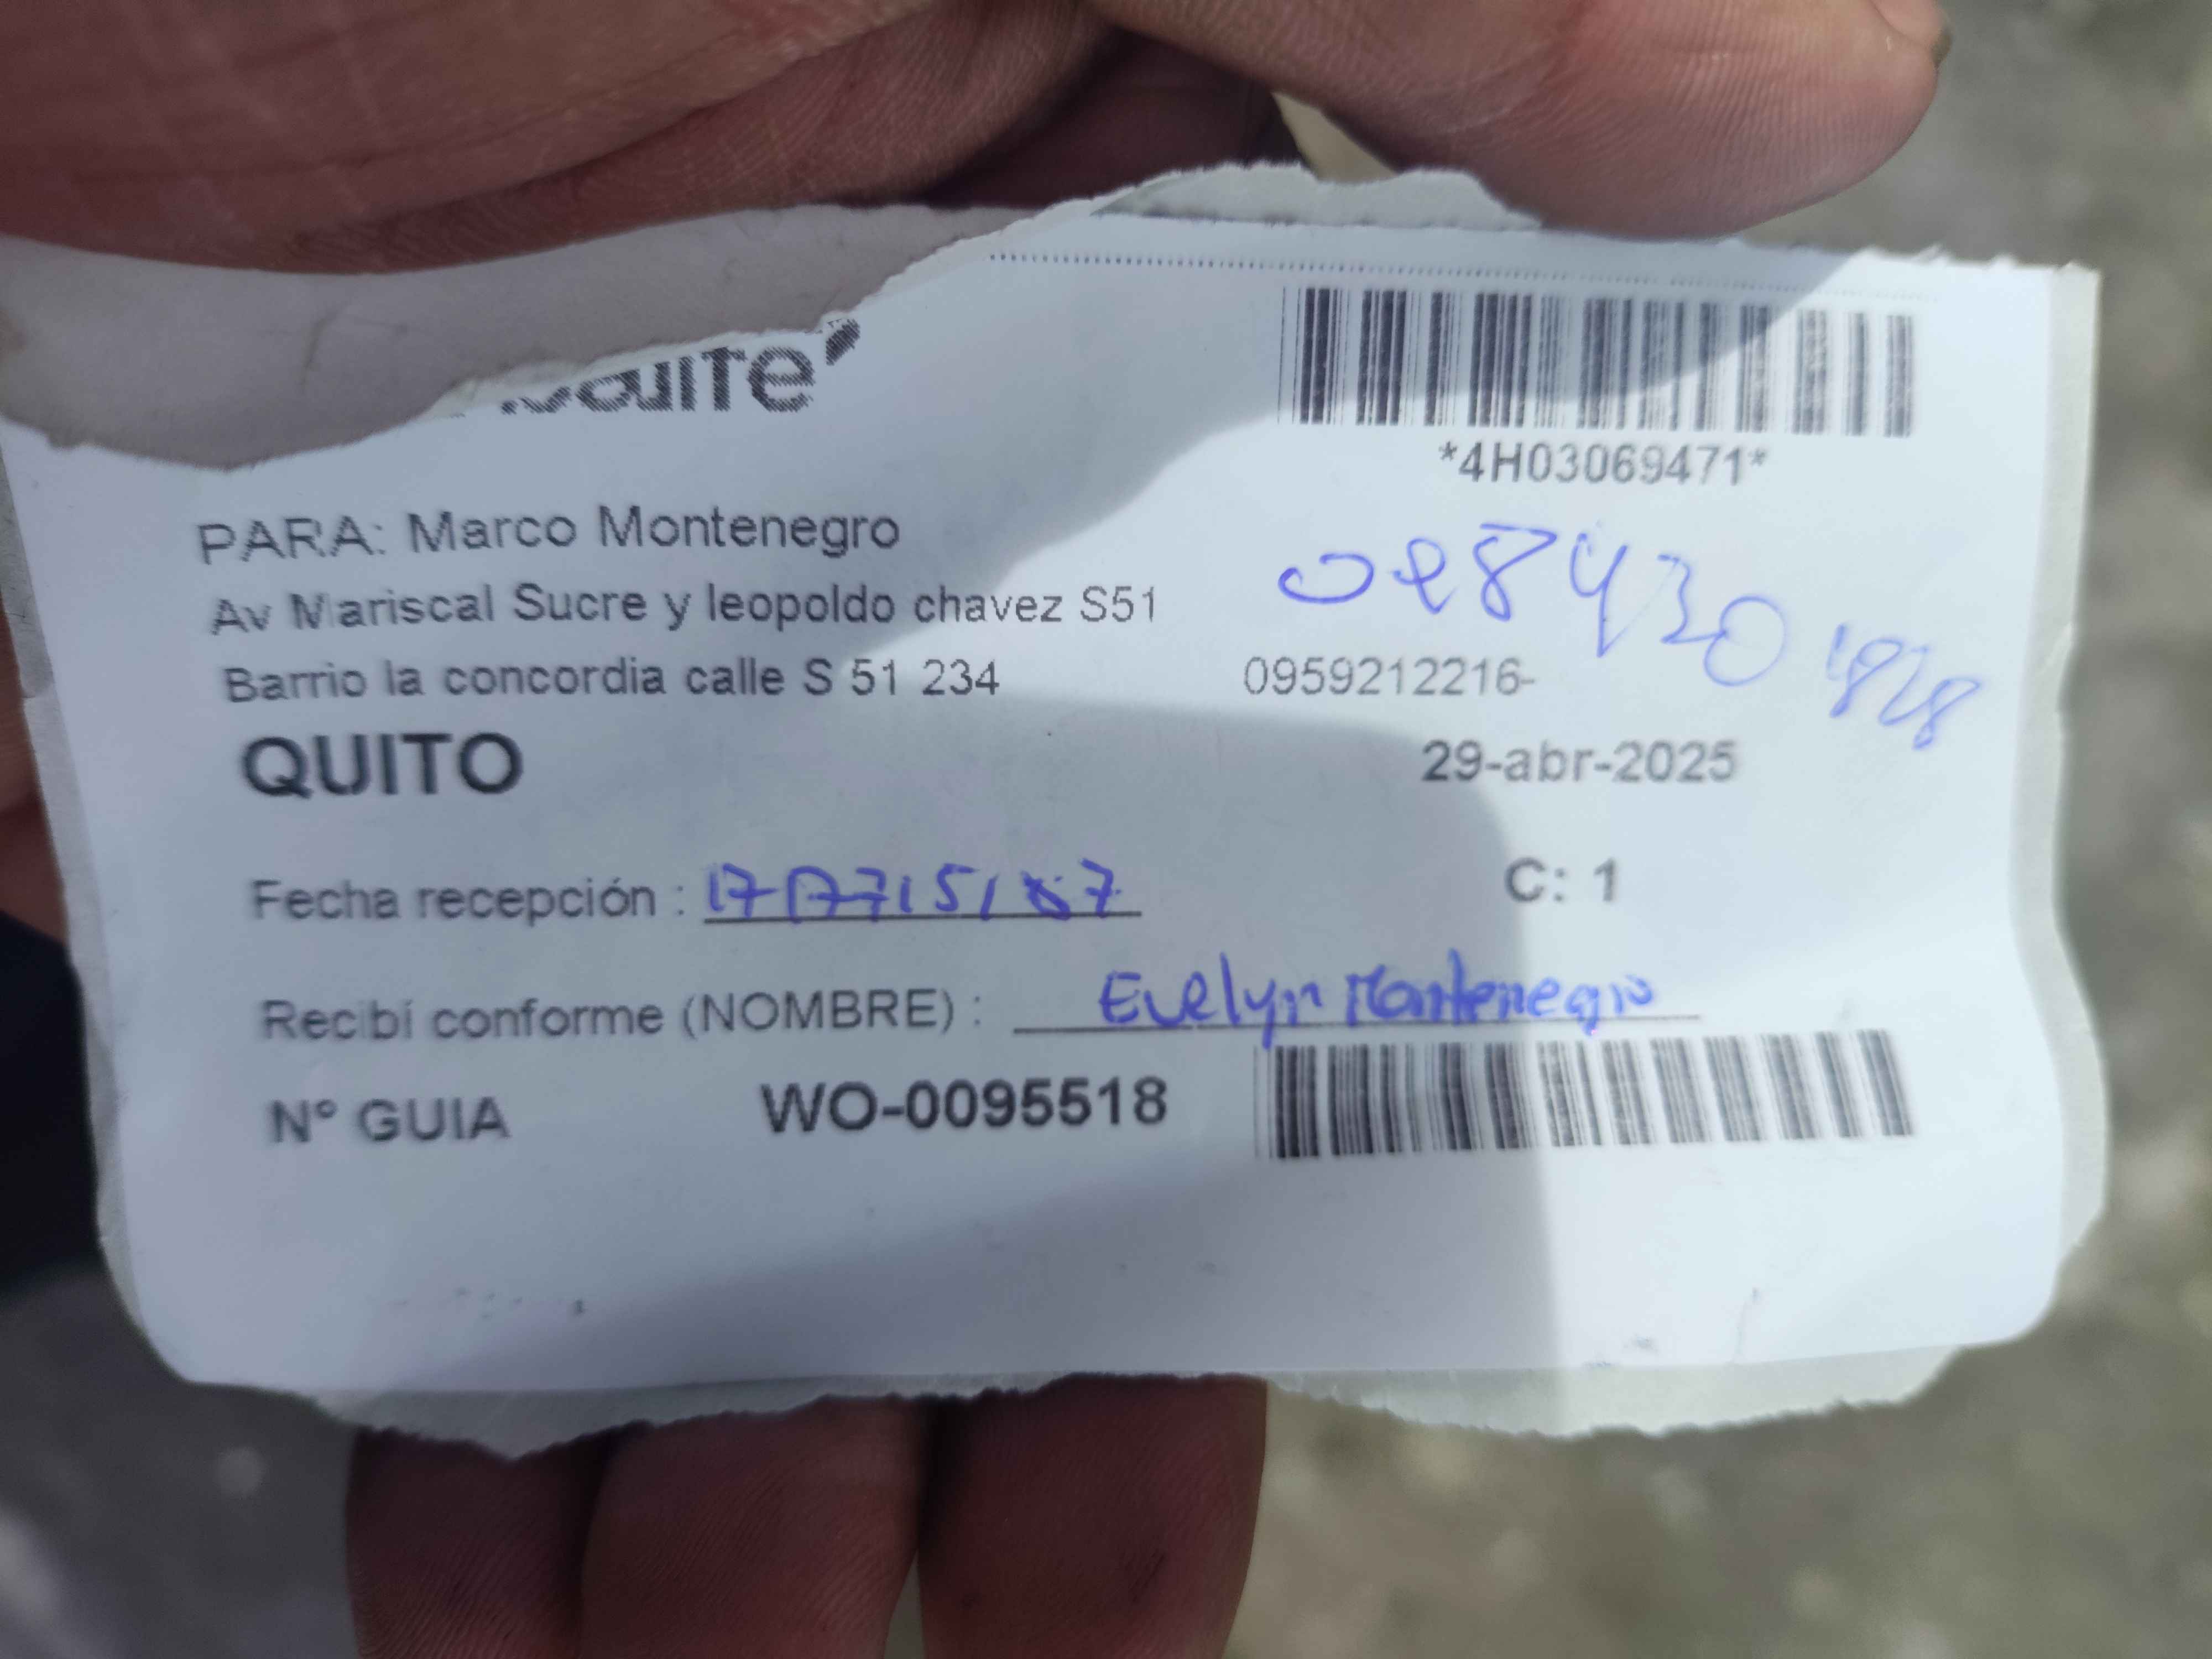 *4H03069471*
PARA: Marco Montenegro
Av Mariscal Sucre y leopoldo chavez S51
Barrio la concordia calle S 51 234
0959212216-
QUITO
29-abr-2025
Fecha recepción :
C: 1
Recibí conforme (NOMBRE) : Evelyn Montenegro
Nº GUIA WO-0095518